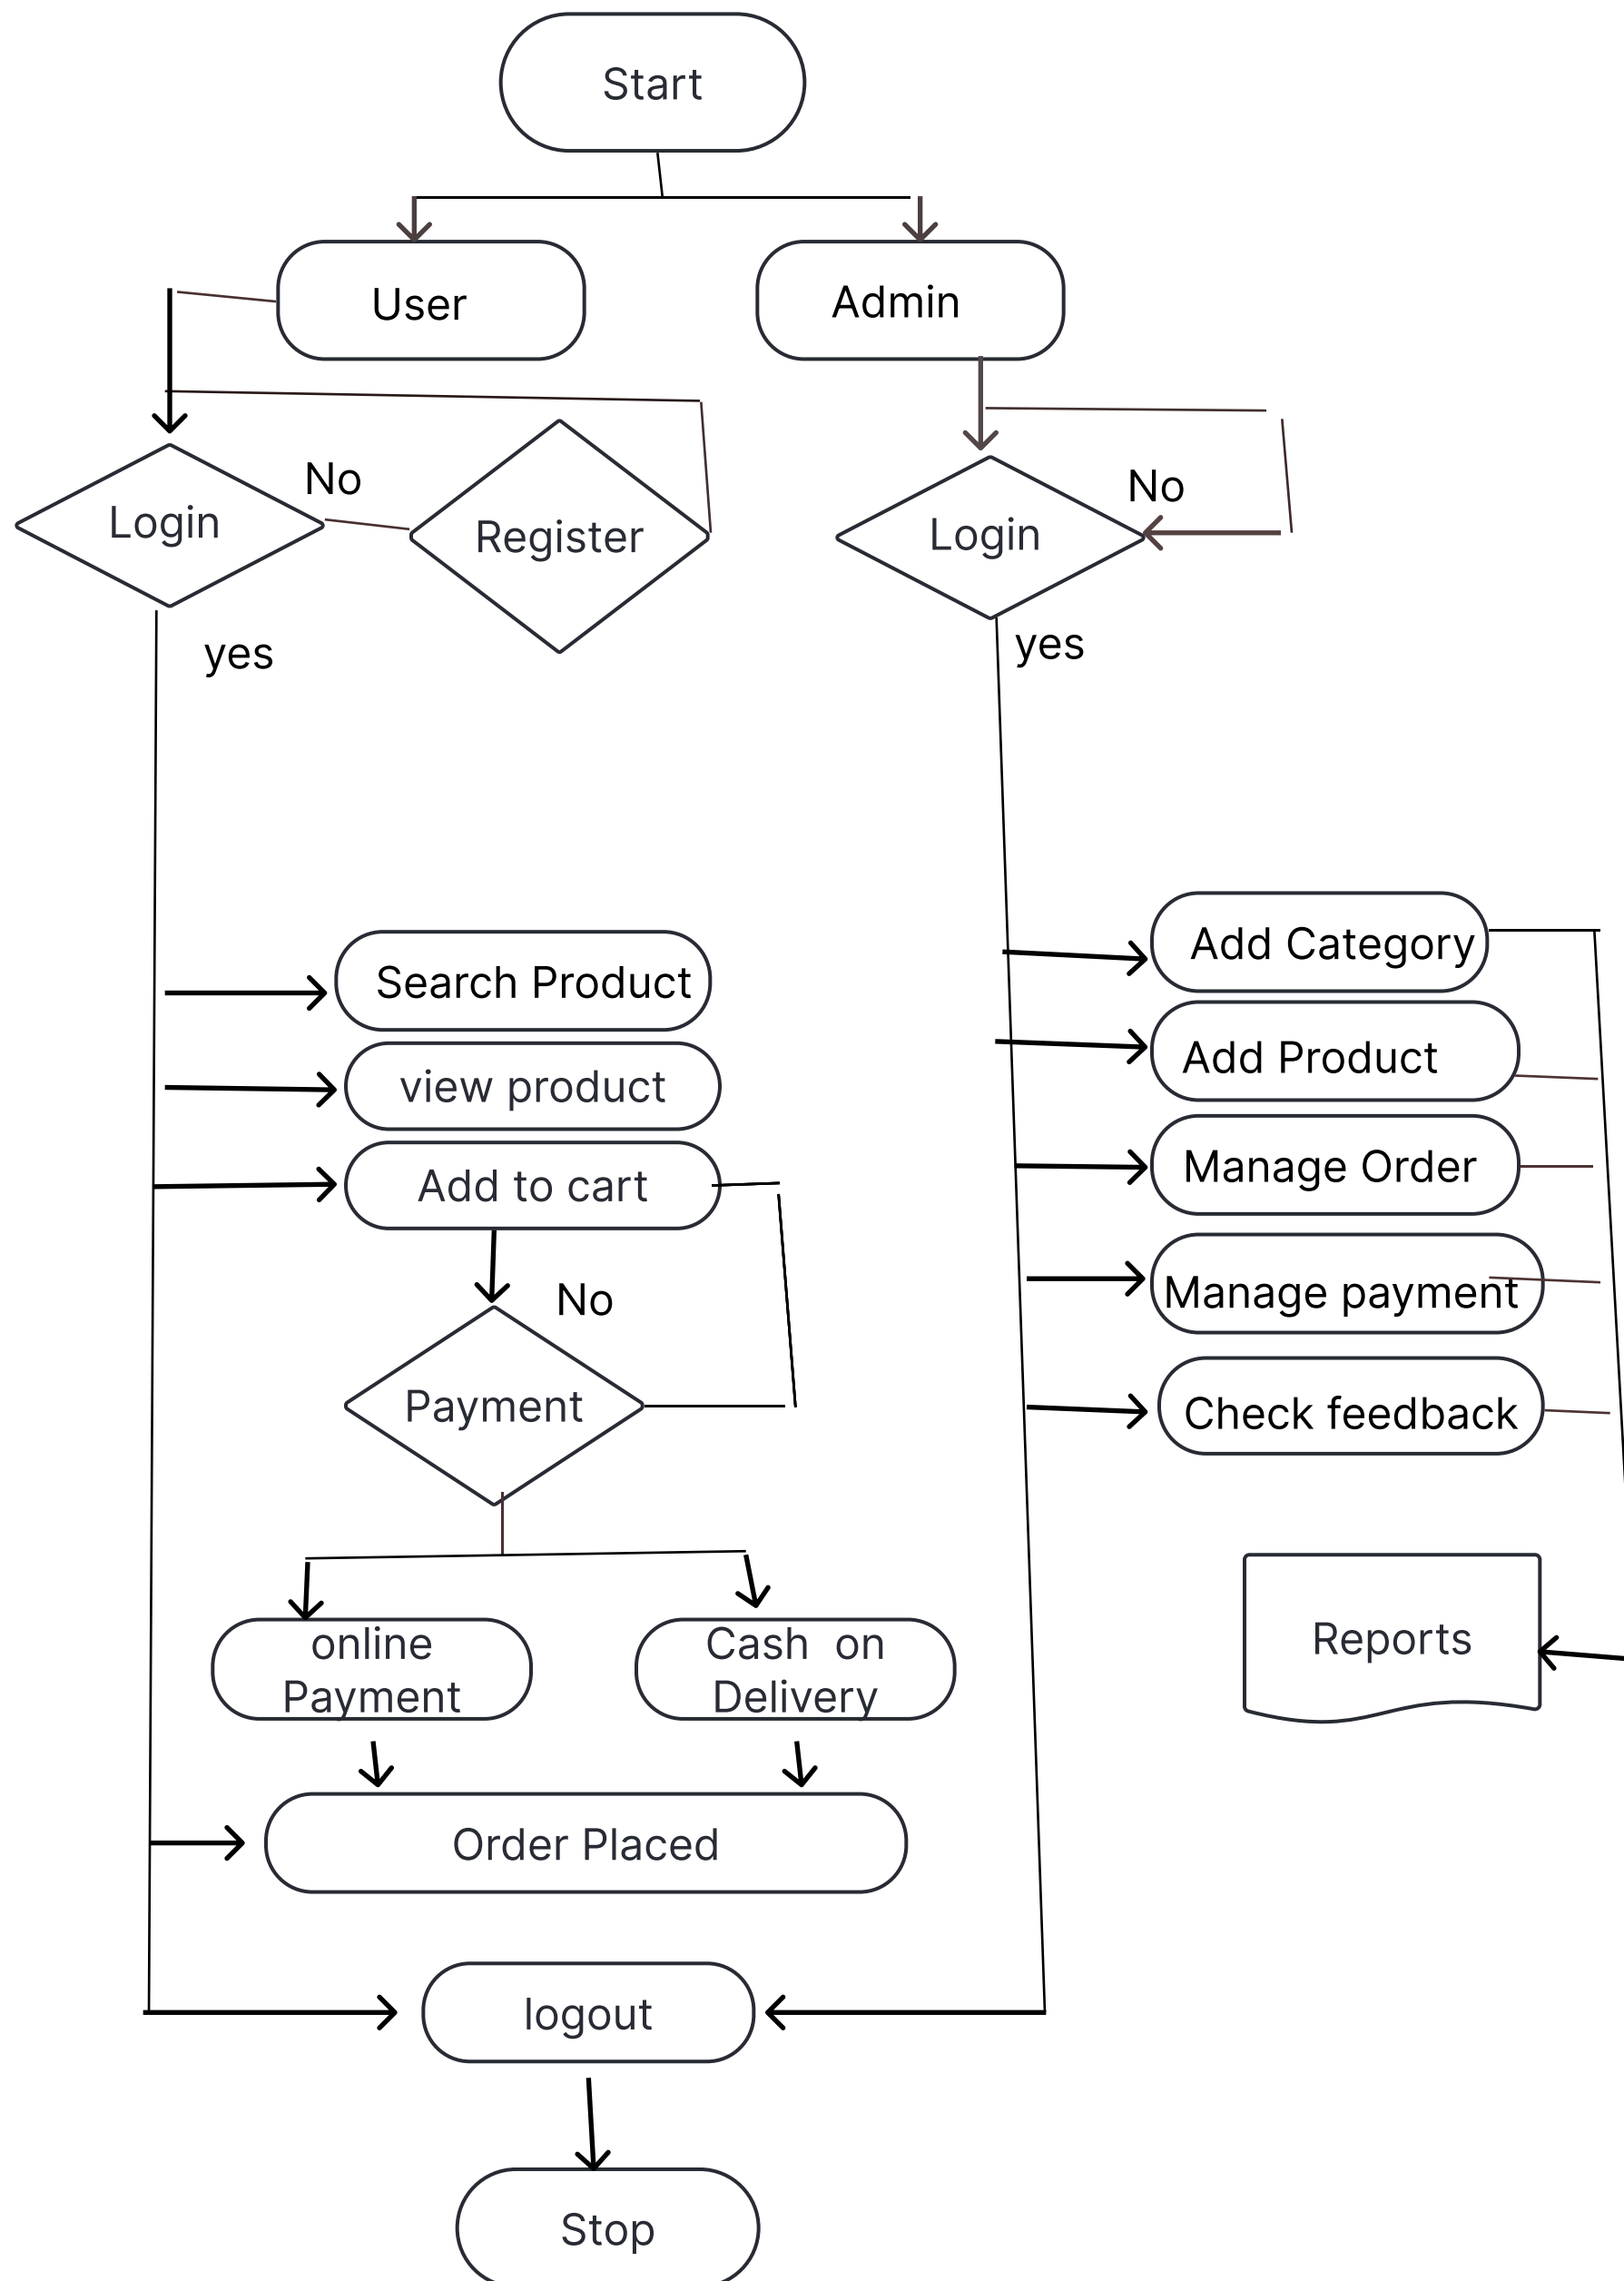 Start
User
Admin
Login
No
Register
Login
No
yes
yes
Search Product
view product
Add to cart
No
Payment
online
Payment
Cash on
Delivery
Order Placed
Add Category
Add Product
Manage Order
Manage payment
Check feedback
Reports
logout
Stop